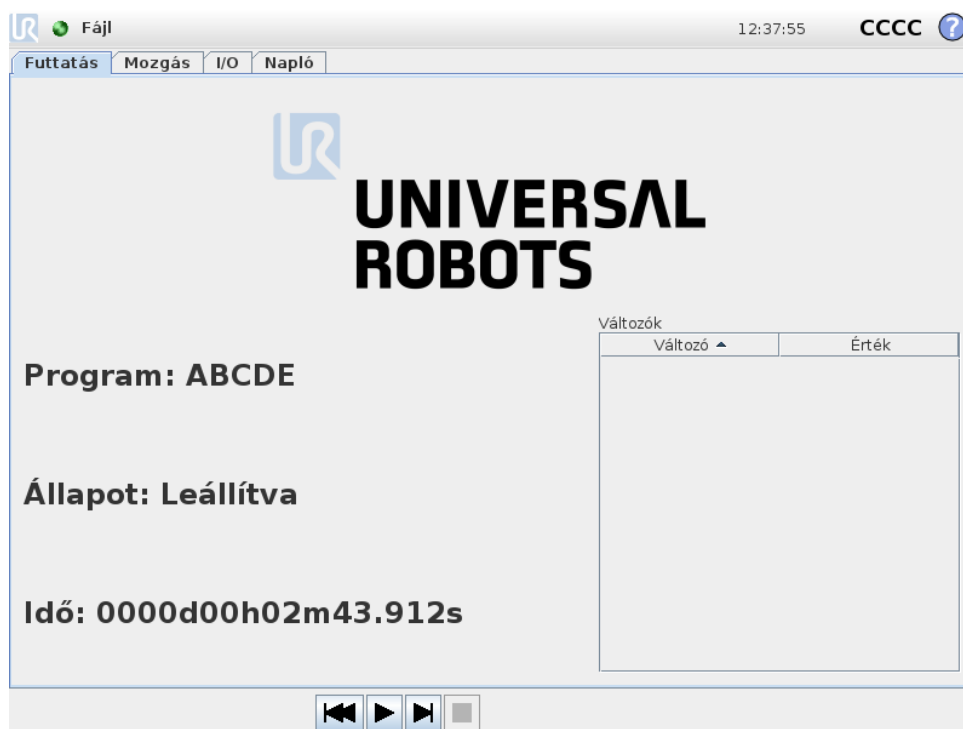 Fájl 12:37:55 CCCC ?
Futtatás Mozgás I/O Napló
UNIVERSAL
ROBOTS
Változók
Változó Érték
Program: ABCDE
Állapot: Leállítva
Idő: 0000d00h02m43.912s